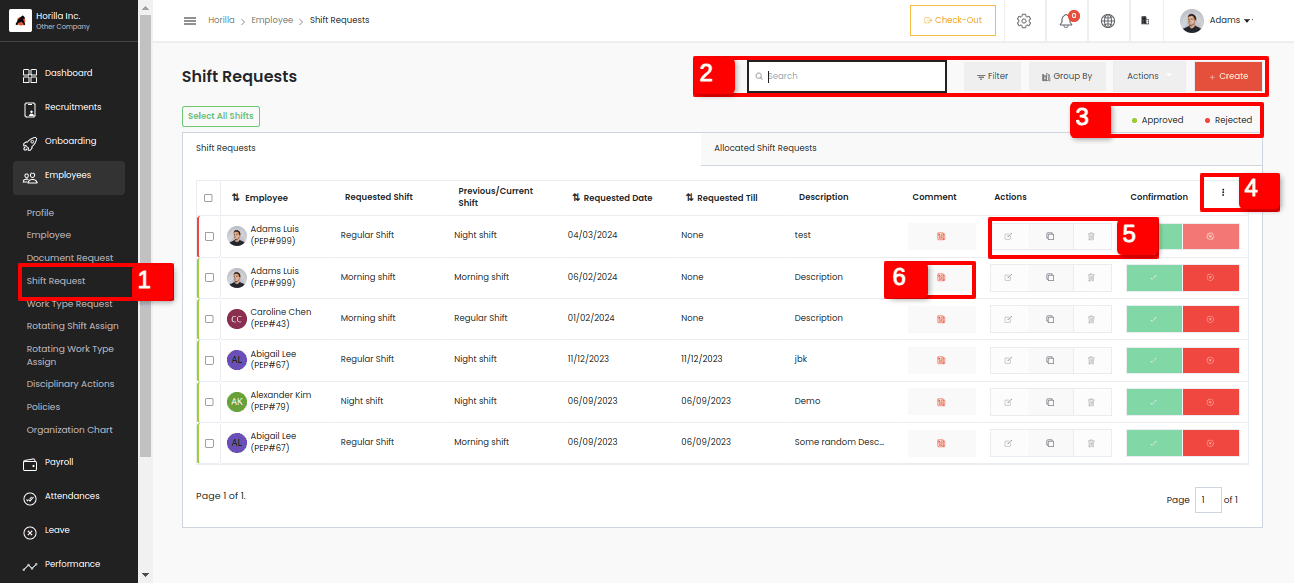 Horilla Inc.
Other Company
Dashboard
Recruitments
Onboarding
Employees
Profile
Employee
Document Request
Shift Request
1
Work Type Request
Rotating Shift Assign
Rotating Work Type
Assign
Disciplinary Actions
Policies
Organization Chart
Payroll
Attendances
Leave
Performance
Horilla > Employee > Shift Requests
Check-Out
0
Adams
Shift Requests
2
Search
Filter
Group By
Actions
+ Create
Select All Shifts
3
Approved
Rejected
Shift Requests
Allocated Shift Requests
Employee Requested Shift Previous/Current Shift Requested Date Requested Till Description Comment Actions Confirmation
4
Adams Luis (PEP#999) Regular Shift Night shift 04/03/2024 None test
5
Adams Luis (PEP#999) Morning shift Morning shift 06/02/2024 None Description
6
Caroline Chen (PEP#43) Morning shift Regular Shift 01/02/2024 None Description
CC
Abigail Lee (PEP#67) Regular Shift Night shift 11/12/2023 11/12/2023 jbk
AL
Alexander Kim (PEP#79) Night shift Night shift 06/09/2023 06/09/2023 Demo
AK
Abigail Lee (PEP#67) Regular Shift Morning shift 06/09/2023 06/09/2023 Some random Desc...
AL
Page 1 of 1.
Page 1 of 1